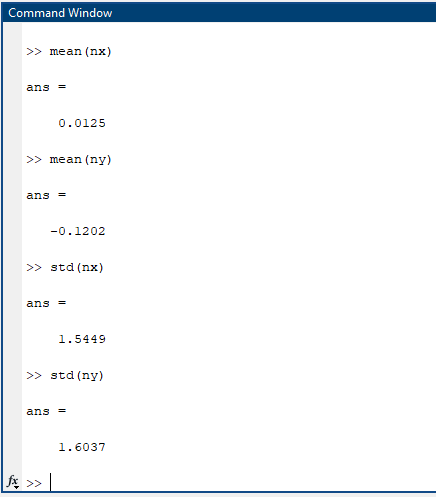 Command Window
>> mean(nx)
ans =
0.0125
>> mean(ny)
ans =
-0.1202
>> std(nx)
ans =
1.5449
>> std(ny)
ans =
1.6037
fx >>